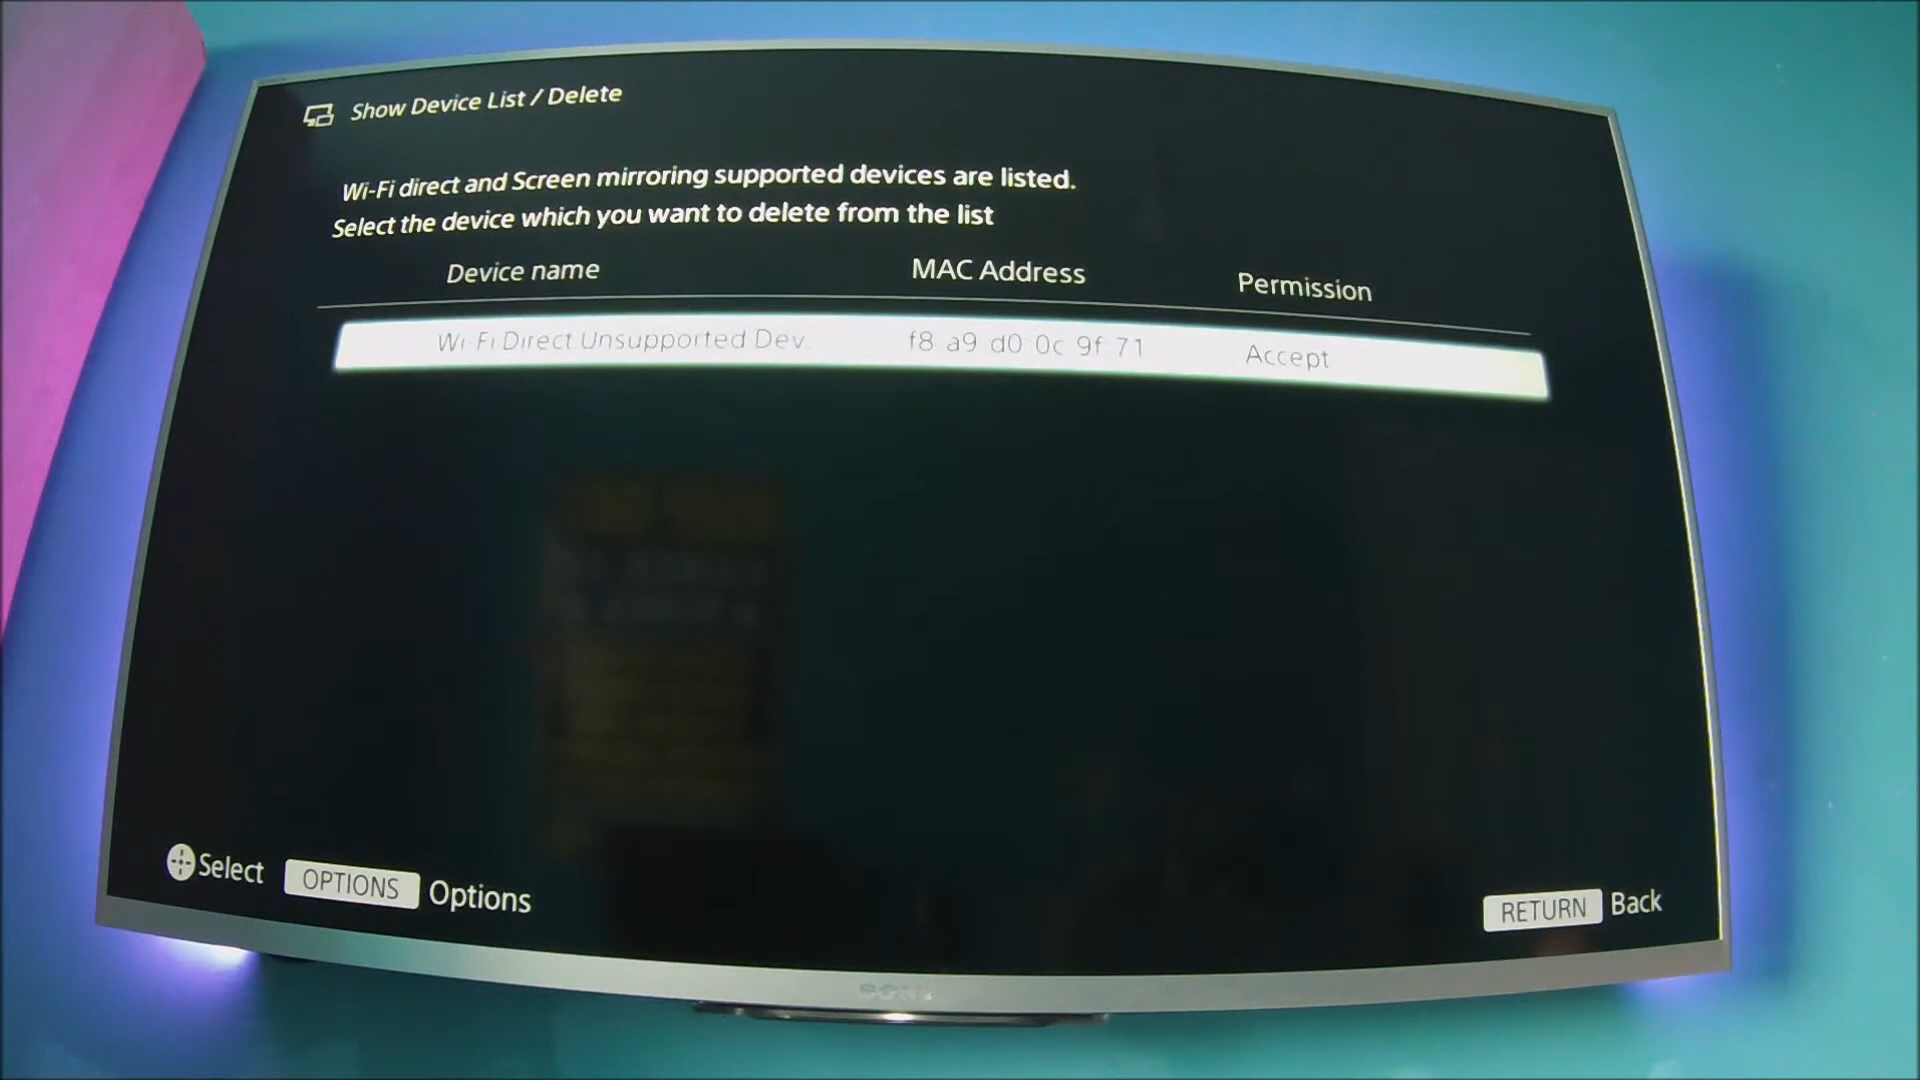 Show Device List / Delete
Wi-Fi direct and Screen mirroring supported devices are listed.
Select the device which you want to delete from the list
Device name MAC Address Permission
Wi-Fi Direct Unsupported Dev. f8 a9 d0 0c 9f 71 Accept
Select OPTIONS Options RETURN Back
SONY